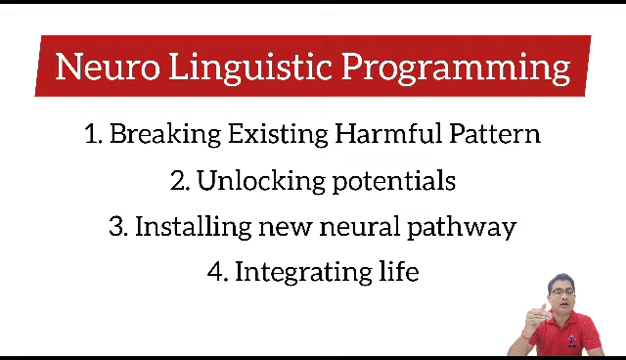 Neuro Linguistic Programming
1. Breaking Existing Harmful Pattern
2. Unlocking potentials
3. Installing new neural pathway
4. Integrating life